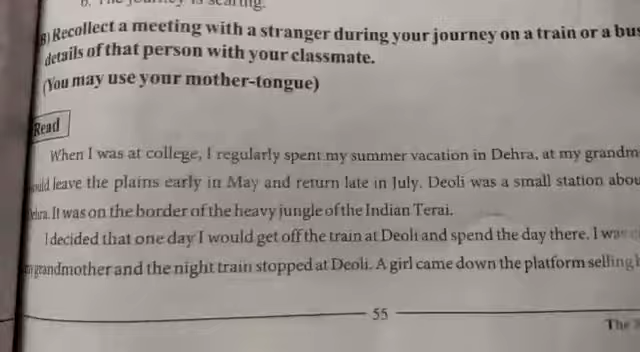 B) Recollect a meeting with a stranger during your journey on a train or a bus
details of that person with your classmate.
(You may use your mother-tongue)
Read
When I was at college, I regularly spent my summer vacation in Dehra, at my grandm
would leave the plains early in May and return late in July. Deoli was a small station abou
Dehra. It was on the border of the heavy jungle of the Indian Terai.
I decided that one day I would get off the train at Deoli and spend the day there. I was
my grandmother and the night train stopped at Deoli. A girl came down the platform selling
55
The